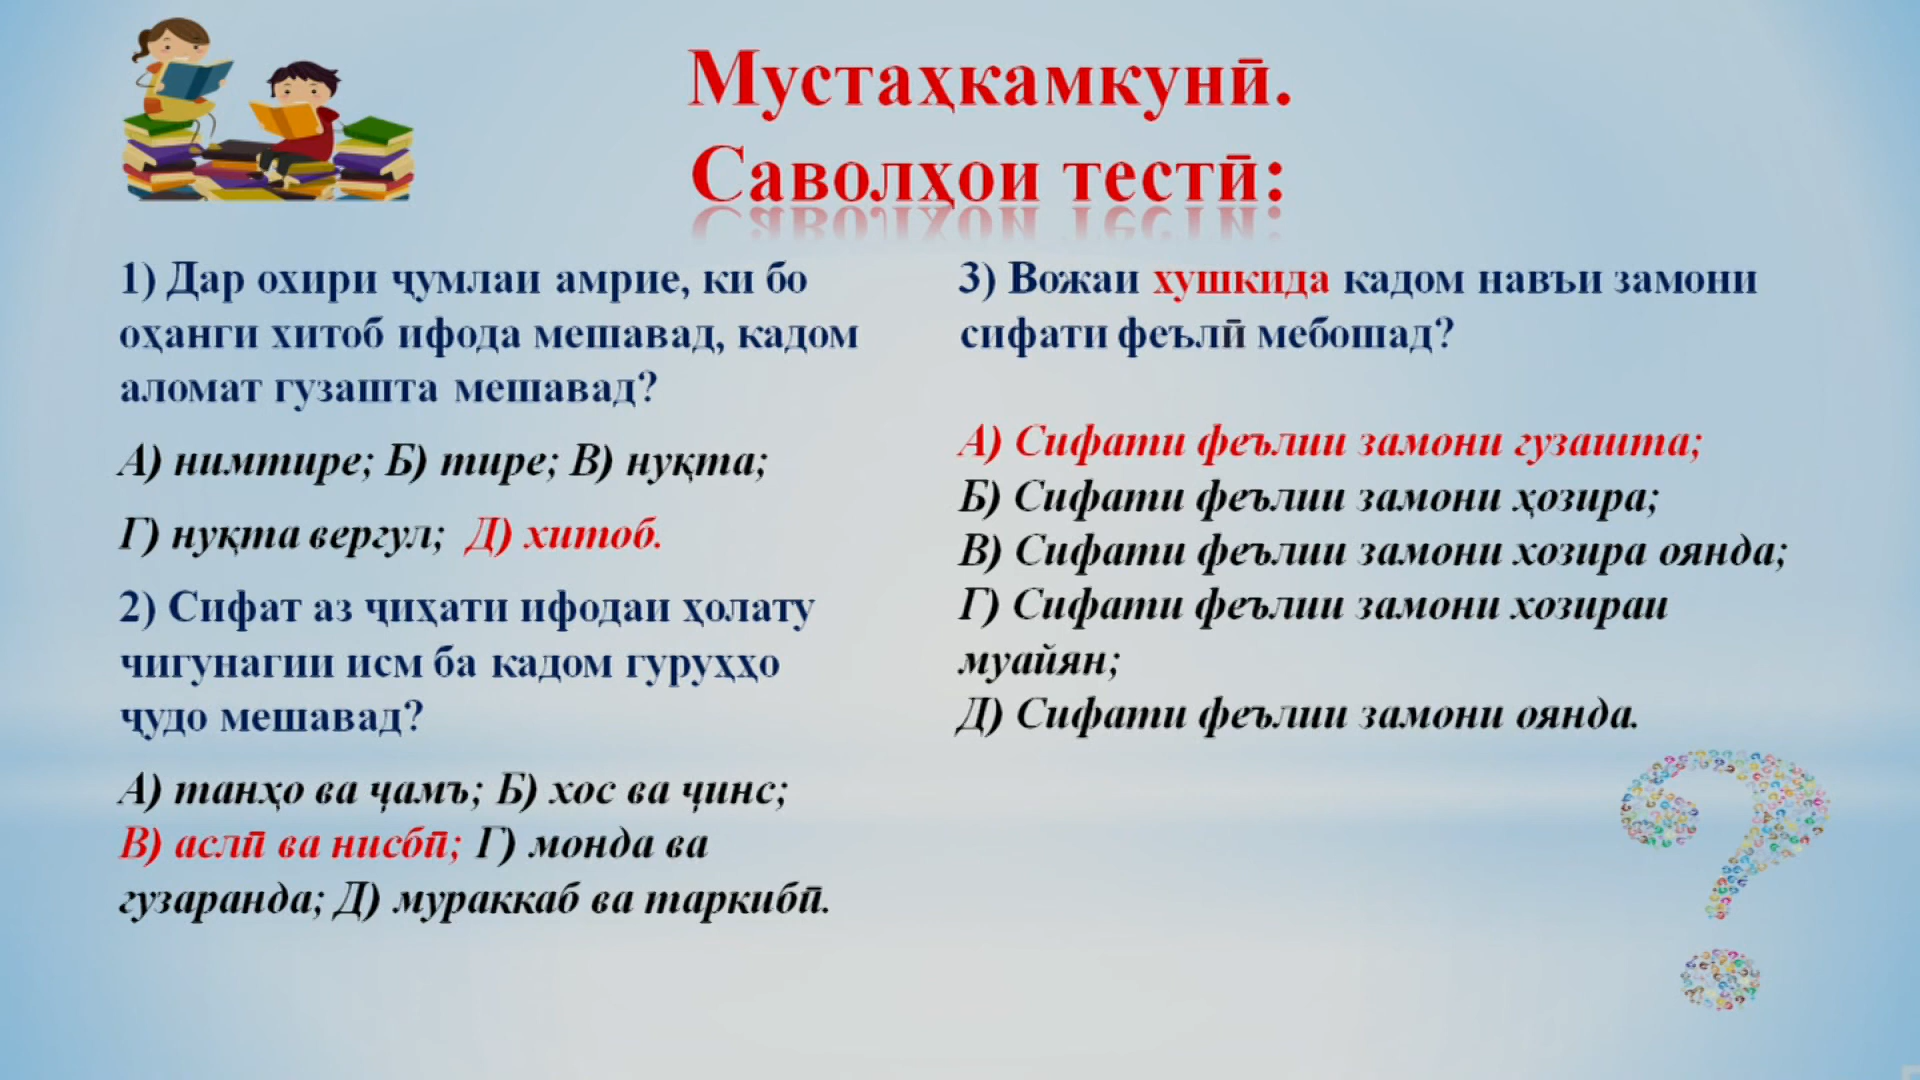 Мустаҳкамкунӣ.
Саволҳои тестӣ:
1) Дар охири ҷумлаи амрие, ки бо
оҳанги хитоб ифода мешавад, кадом
аломат гузашта мешавад?
А) нимтире; Б) тире; В) нуқта;
Г) нуқта вергул; Д) хитоб.
2) Сифат аз ҷиҳати ифодаи ҳолату
чигунагии исм ба кадом гуруҳҳо
ҷудо мешавад?
А) танҳо ва ҷамъ; Б) хос ва ҷинс;
В) аслӣ ва нисбӣ; Г) монда ва
гузаранда; Д) мураккаб ва таркибӣ.
3) Вожаи хушкида кадом навъи замони
сифати феълӣ мебошад?
А) Сифати феълии замони гузашта;
Б) Сифати феълии замони ҳозира;
В) Сифати феълии замони хозира оянда;
Г) Сифати феълии замони хозираи
муайян;
Д) Сифати феълии замони оянда.